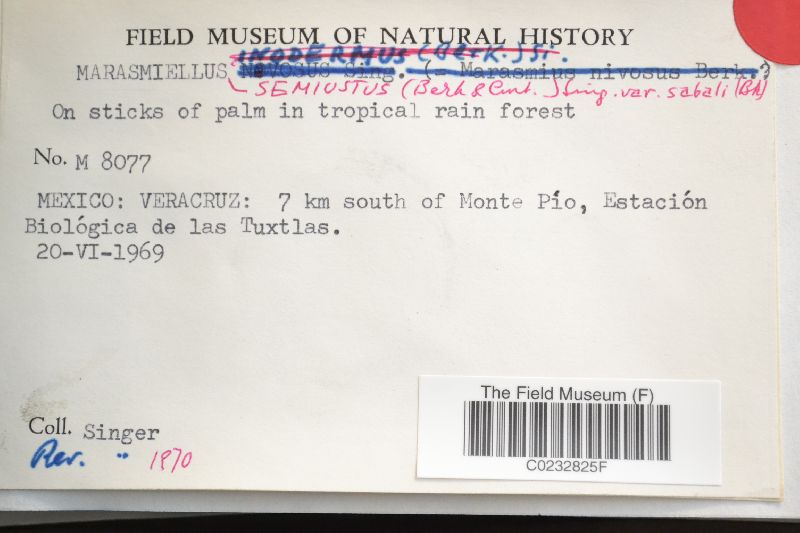 FIELD MUSEUM OF NATURAL HISTORY
INODERMUS (Berk.) Si.
MARASMIELLUS NIVOSUS Sing. (= Marasmius nivosus Berk.?
SEMIUSTUS (Berk & Curt.) Sing. var. sabali
On sticks of palm in tropical rain forest
No. M 8077
MEXICO: VERACRUZ: 7 km south of Monte Pío, Estación
Biológica de las Tuxtlas.
20-VI-1969
The Field Museum (F)
C0232825F
Coll. Singer
Rev. " 1970